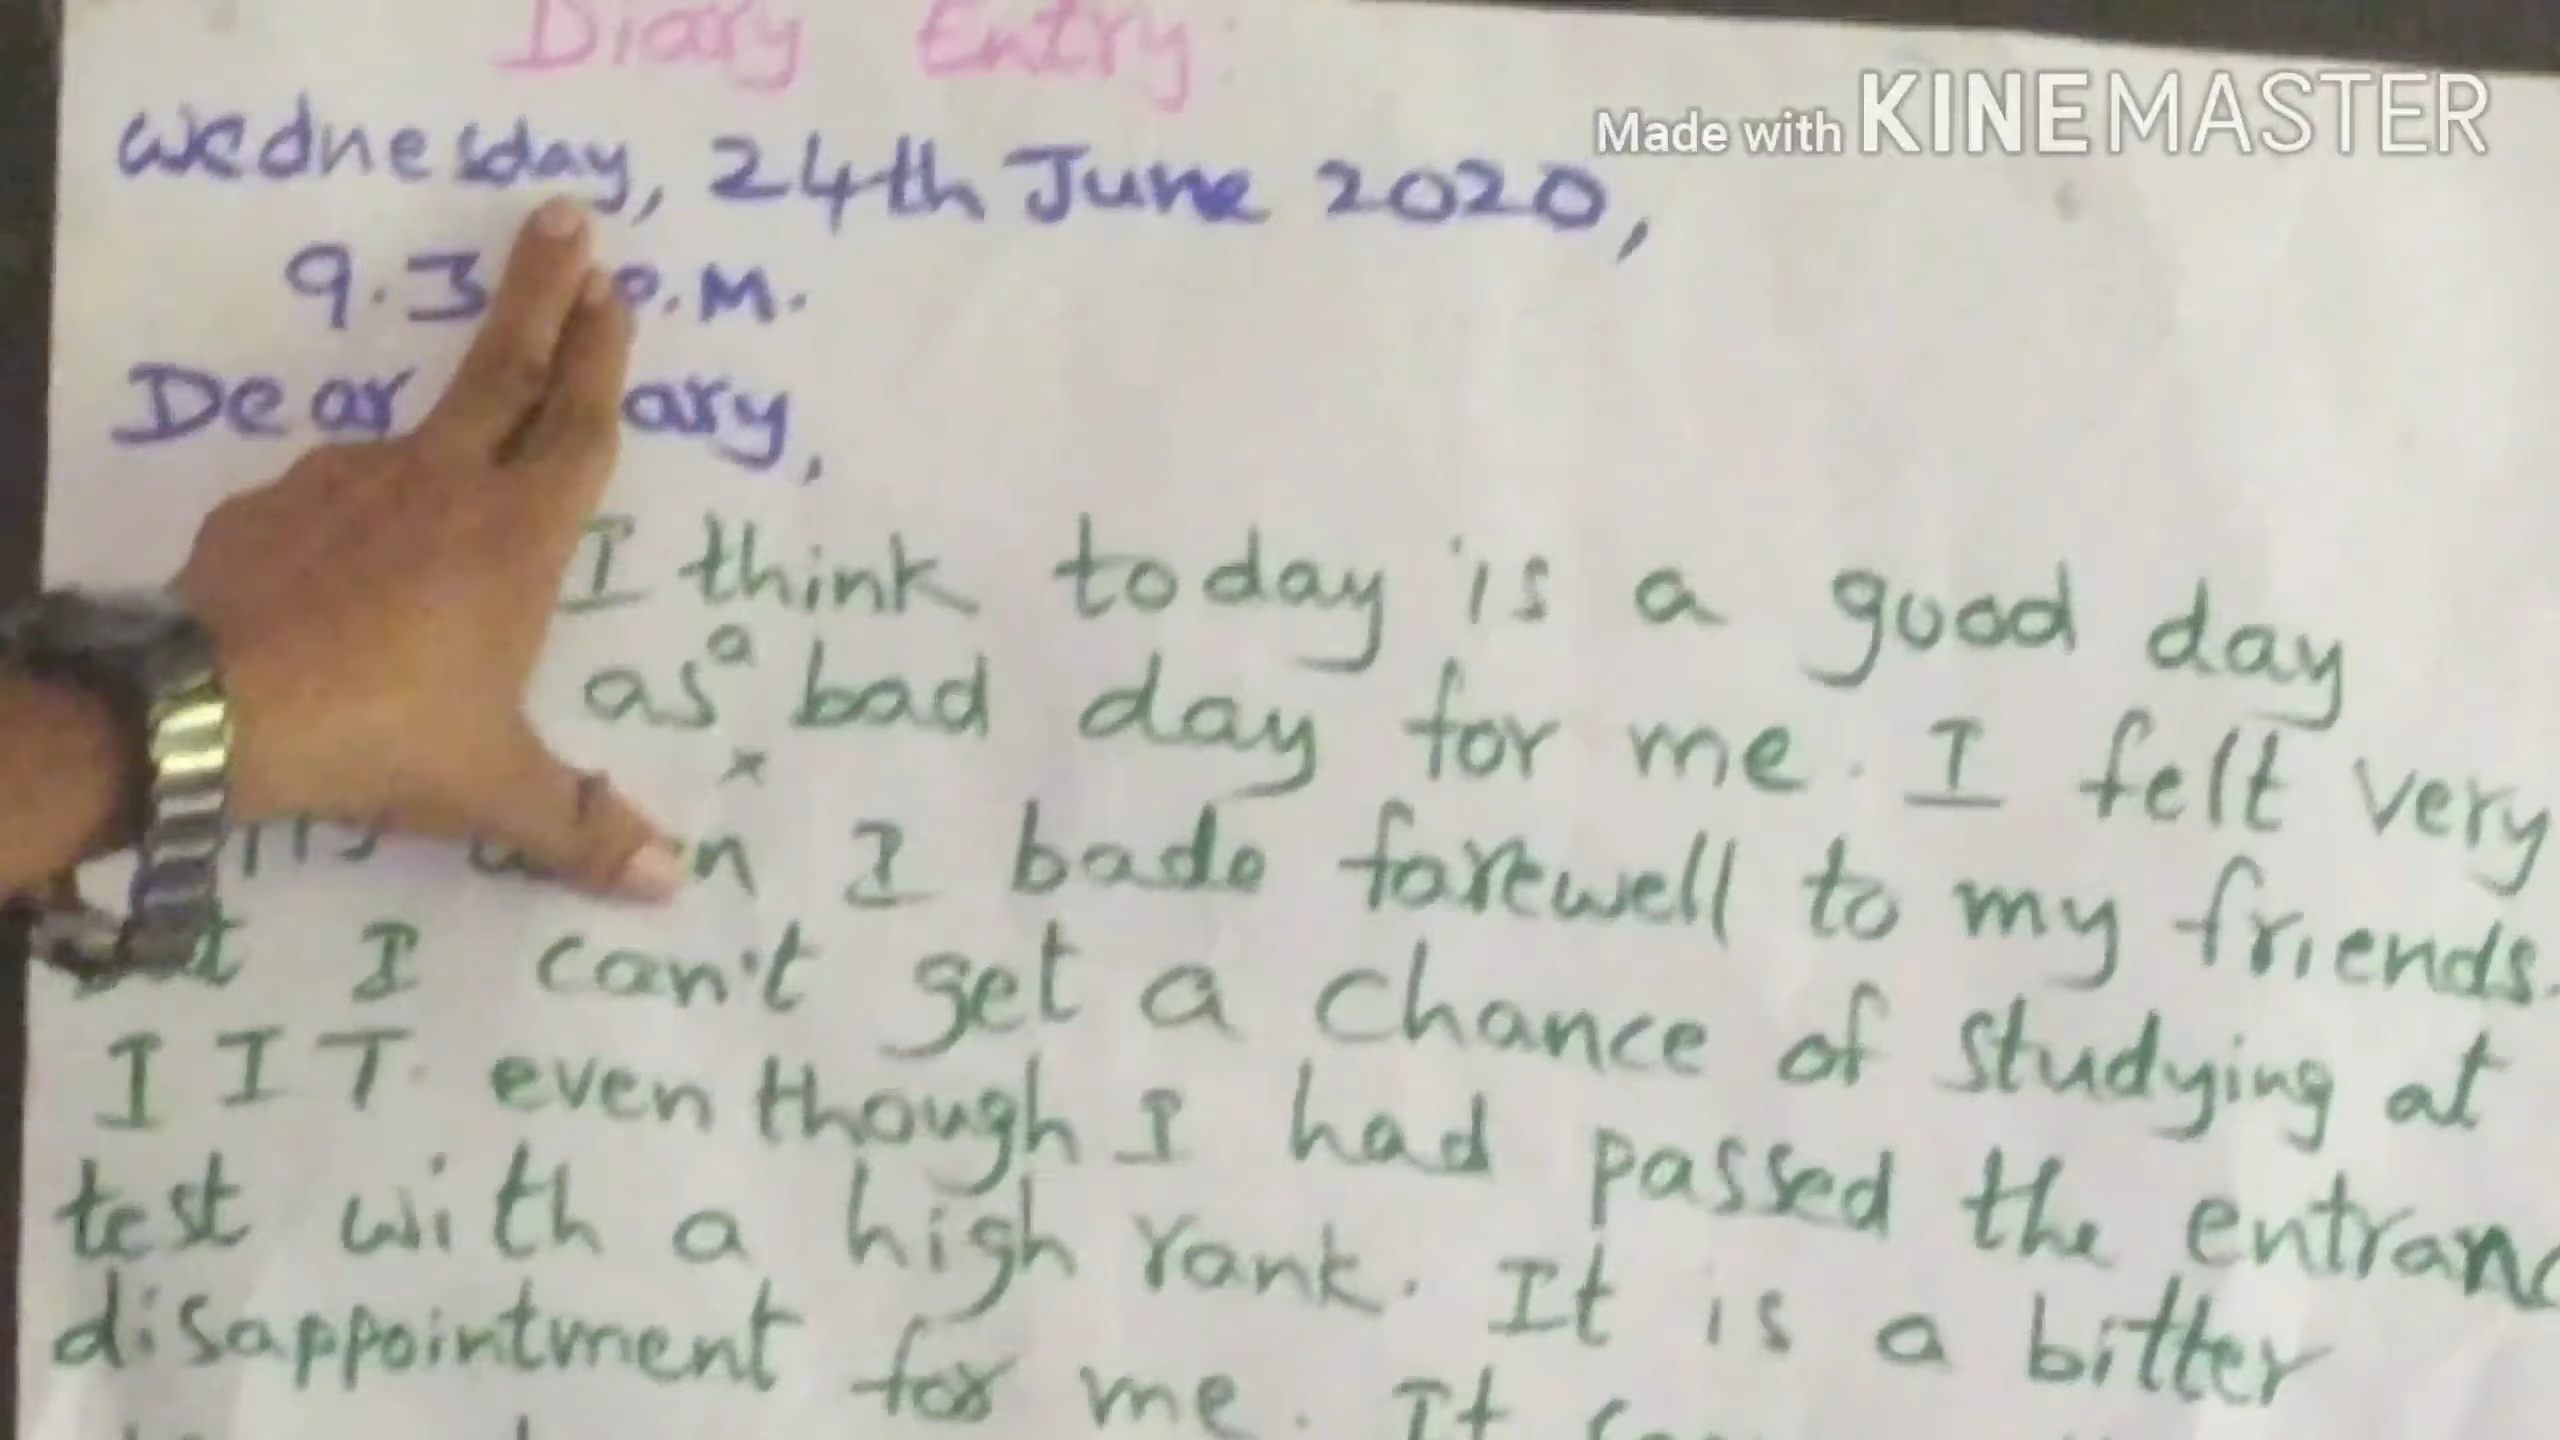 Diary Entry:
Made with KINEMASTER
Wednesday, 24th June 2020,
9.3 P.M.
Dear ary,
I think today is a good day
as a bad day for me. I felt very
I bade farewell to my friends.
I can't get a chance of studying at
IIT even though I had passed the entranc
test with a high rank. It is a bitter
disappointment for me. It